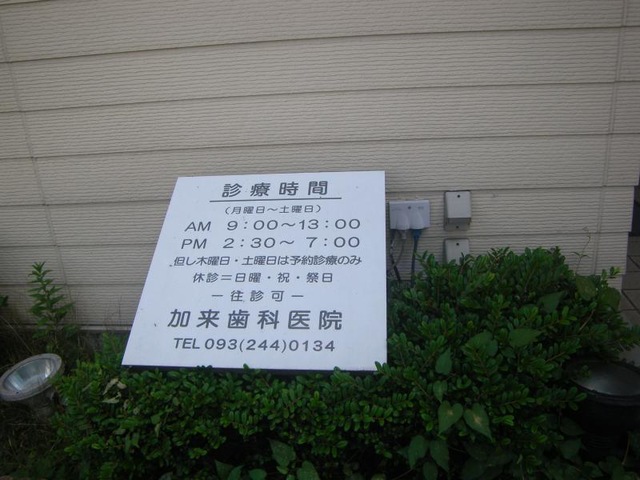 診療時間
(月曜日～土曜日)
AM 9:00～13:00
PM 2:30～ 7:00
但し木曜日・土曜日は予約診療のみ
休診＝日曜・祝・祭日
ー往診可ー
加来歯科医院
TEL 093(244)0134